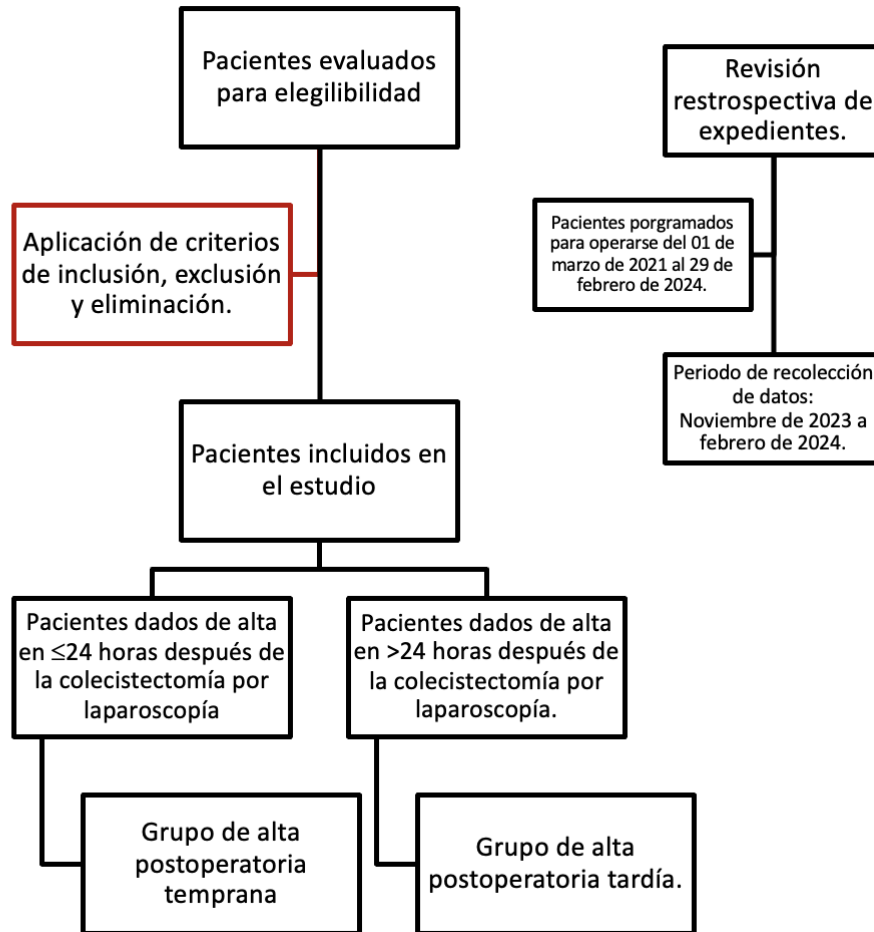 Pacientes evaluados
para elegilibilidad
Aplicación de criterios
de inclusión, exclusión
y eliminación.
Pacientes incluidos en
el estudio
Pacientes dados de alta
en ≤24 horas después de
la colecistectomía por
laparoscopía
Pacientes dados de alta
en >24 horas después de
la colecistectomía por
laparoscopía.
Grupo de alta
postoperatoria
temprana
Grupo de alta
postoperatoria tardía.
Revisión
restrospectiva de
expedientes.
Pacientes porgramados
para operarse del 01 de
marzo de 2021 al 29 de
febrero de 2024.
Periodo de recolección
de datos:
Noviembre de 2023 a
febrero de 2024.